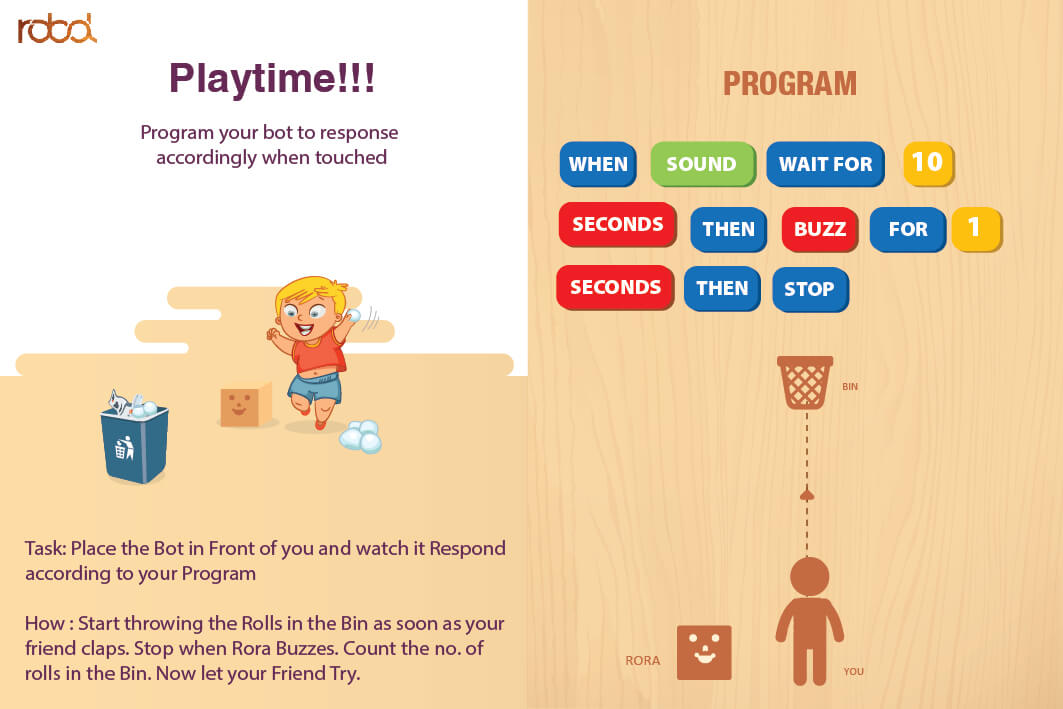 robol
Playtime!!!
Program your bot to response
accordingly when touched
Task: Place the Bot in Front of you and watch it Respond
according to your Program
How : Start throwing the Rolls in the Bin as soon as your
friend claps. Stop when Rora Buzzes. Count the no. of
rolls in the Bin. Now let your Friend Try.
PROGRAM
WHEN SOUND WAIT FOR 10
SECONDS THEN BUZZ FOR 1
SECONDS THEN STOP
BIN
RORA
YOU